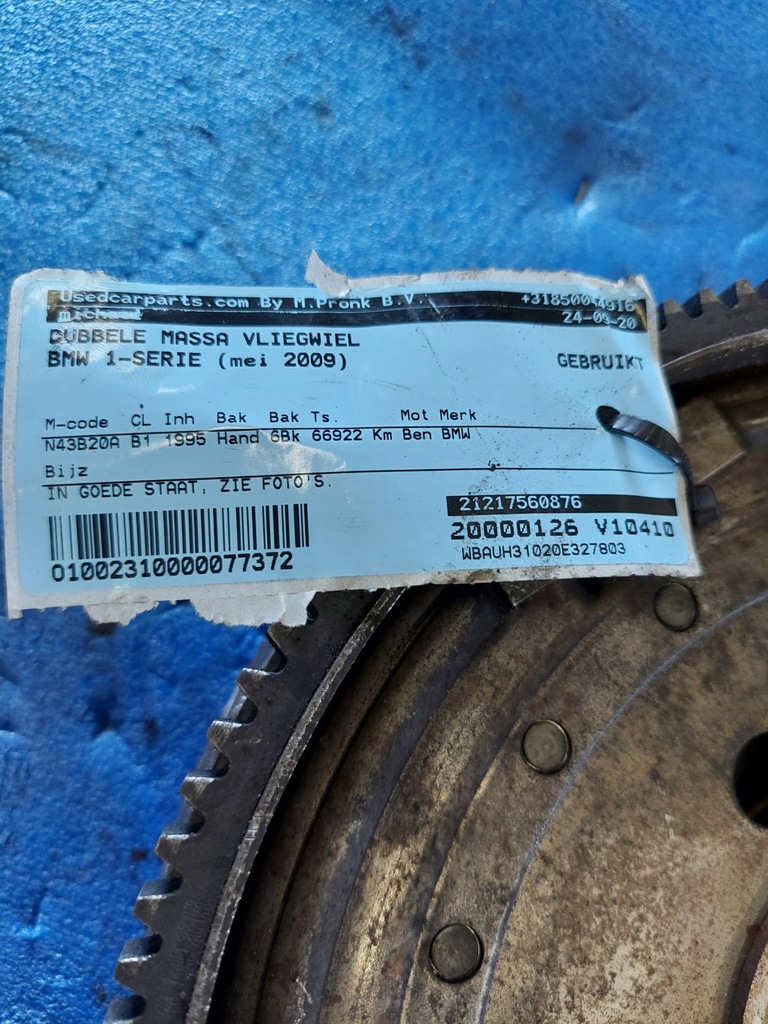 Usedcarparts.com By M.Pronk B.V.
michael
24-09-20
DUBBELE MASSA VLIEGWIEL
BMW 1-SERIE (mei 2009) GEBRUIKT
M-code CL Inh Bak Bak Ts. Mot Merk
N43B20A B1 1995 Hand 6Bk 66922 Km Ben BMW
Bijz
IN GOEDE STAAT, ZIE FOTO'S.
21217560876
20000126 V10410
WBAUH31020E327803
01002310000077372